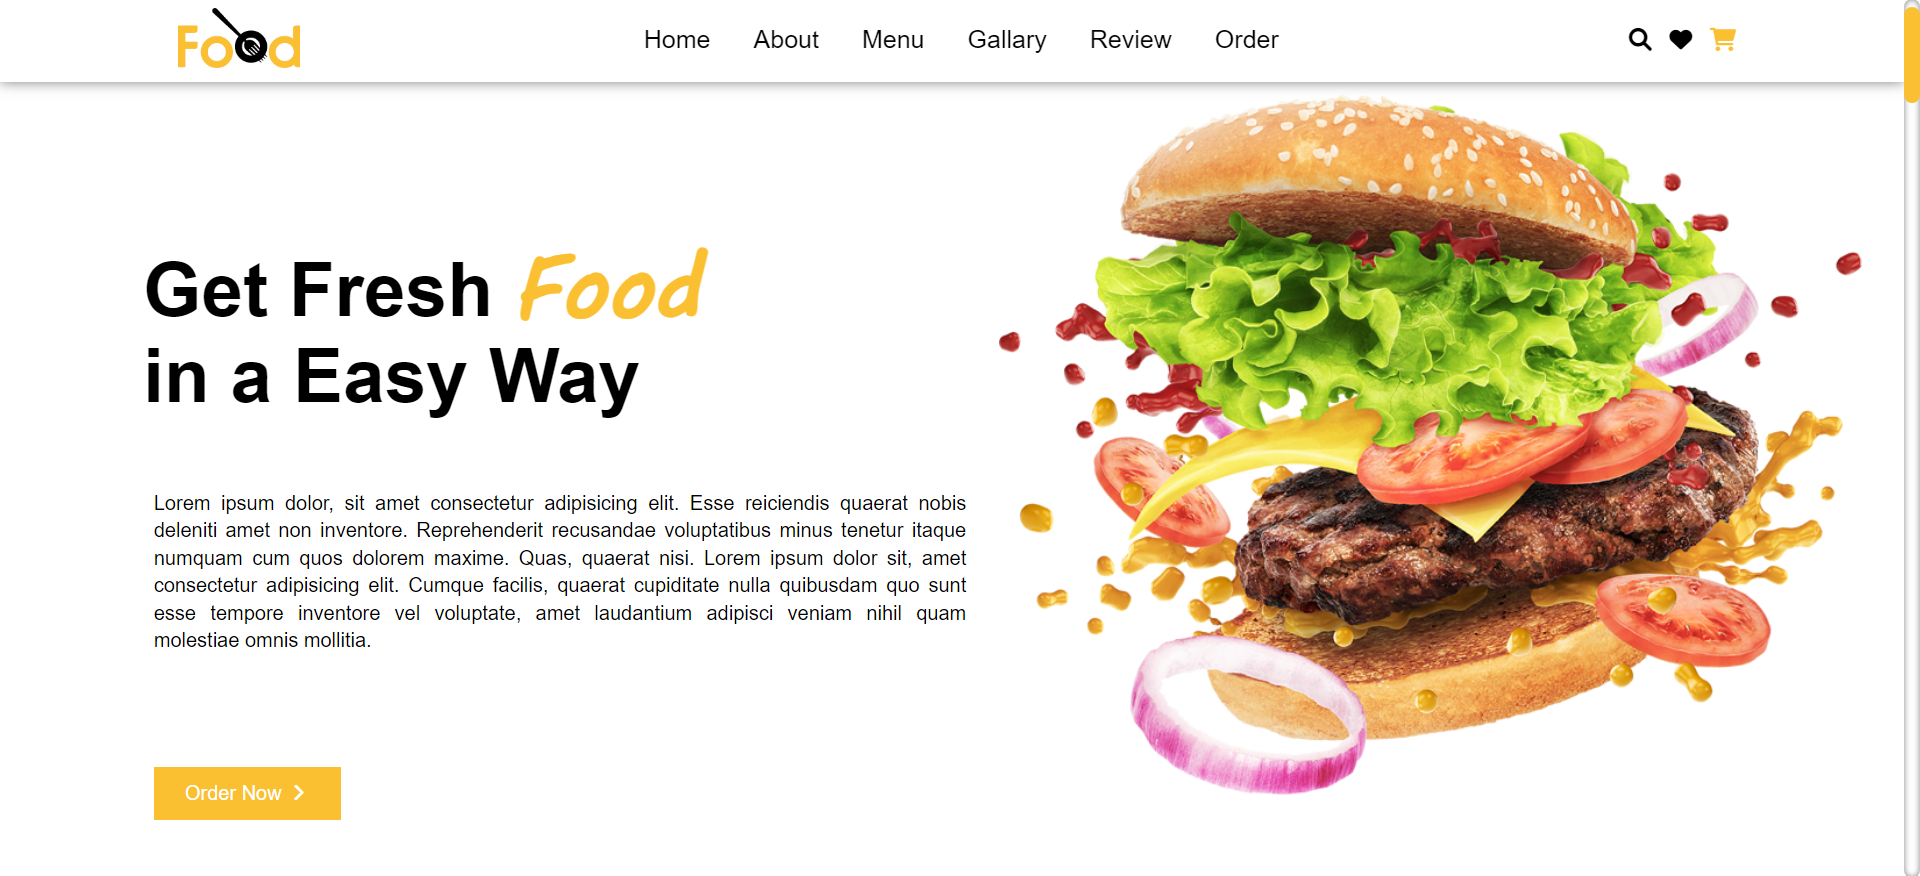 Food
Home About Menu Gallary Review Order
Get Fresh Food
in a Easy Way
Lorem ipsum dolor, sit amet consectetur adipisicing elit. Esse reiciendis quaerat nobis
deleniti amet non inventore. Reprehenderit recusandae voluptatibus minus tenetur itaque
numquam cum quos dolorem maxime. Quas, quaerat nisi. Lorem ipsum dolor sit, amet
consectetur adipisicing elit. Cumque facilis, quaerat cupiditate nulla quibusdam quo sunt
esse tempore inventore vel voluptate, amet laudantium adipisci veniam nihil quam
molestiae omnis mollitia.
Order Now